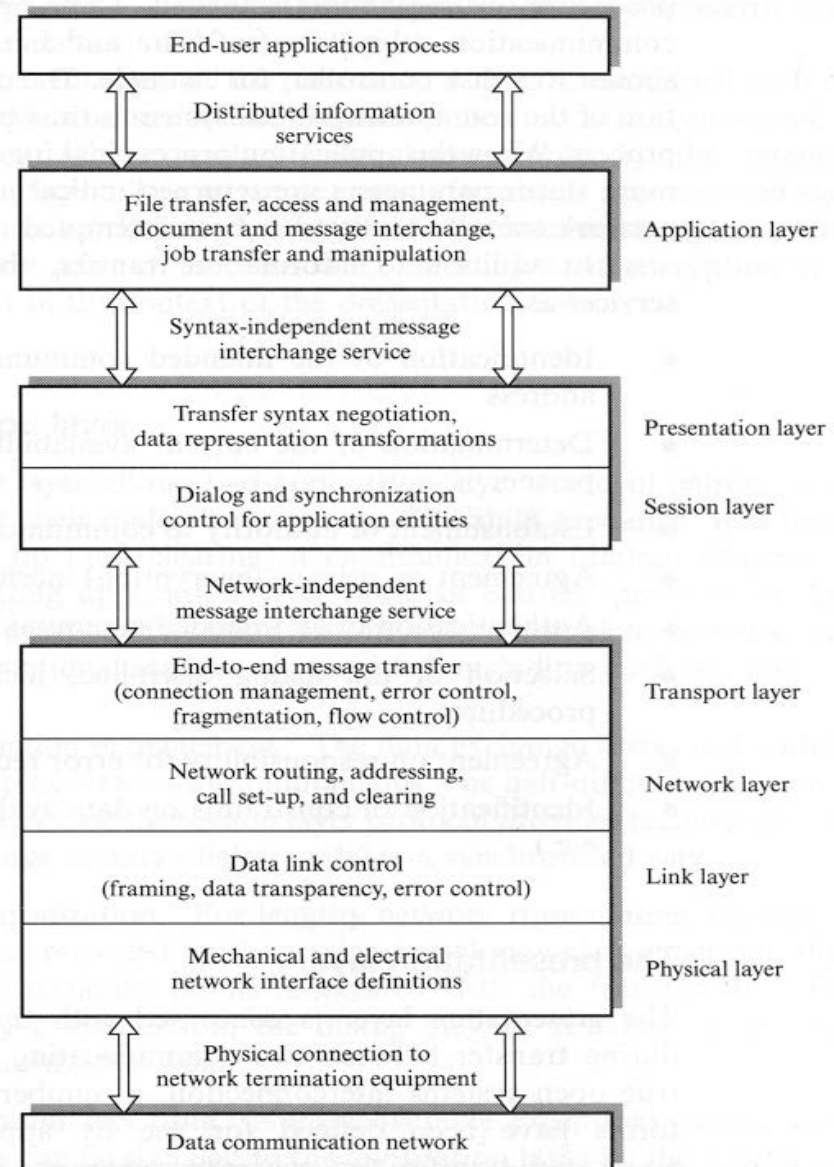 End-user application process
Distributed information
services
File transfer, access and management,
document and message interchange,
job transfer and manipulation
Application layer
Syntax-independent message
interchange service
Transfer syntax negotiation,
data representation transformations
Presentation layer
Dialog and synchronization
control for application entities
Session layer
Network-independent
message interchange service
End-to-end message transfer
(connection management, error control,
fragmentation, flow control)
Transport layer
Network routing, addressing,
call set-up, and clearing
Network layer
Data link control
(framing, data transparency, error control)
Link layer
Mechanical and electrical
network interface definitions
Physical layer
Physical connection to
network termination equipment
Data communication network